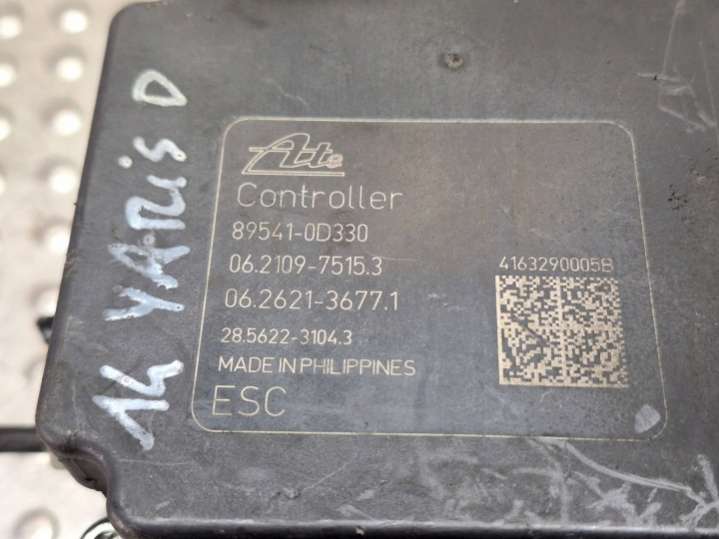 14 YARIS D
Ate
Controller
89541-0D330
06.2109-7515.3
06.2621-3677.1
28.5622-3104.3
MADE IN PHILIPPINES
ESC
4163290005B